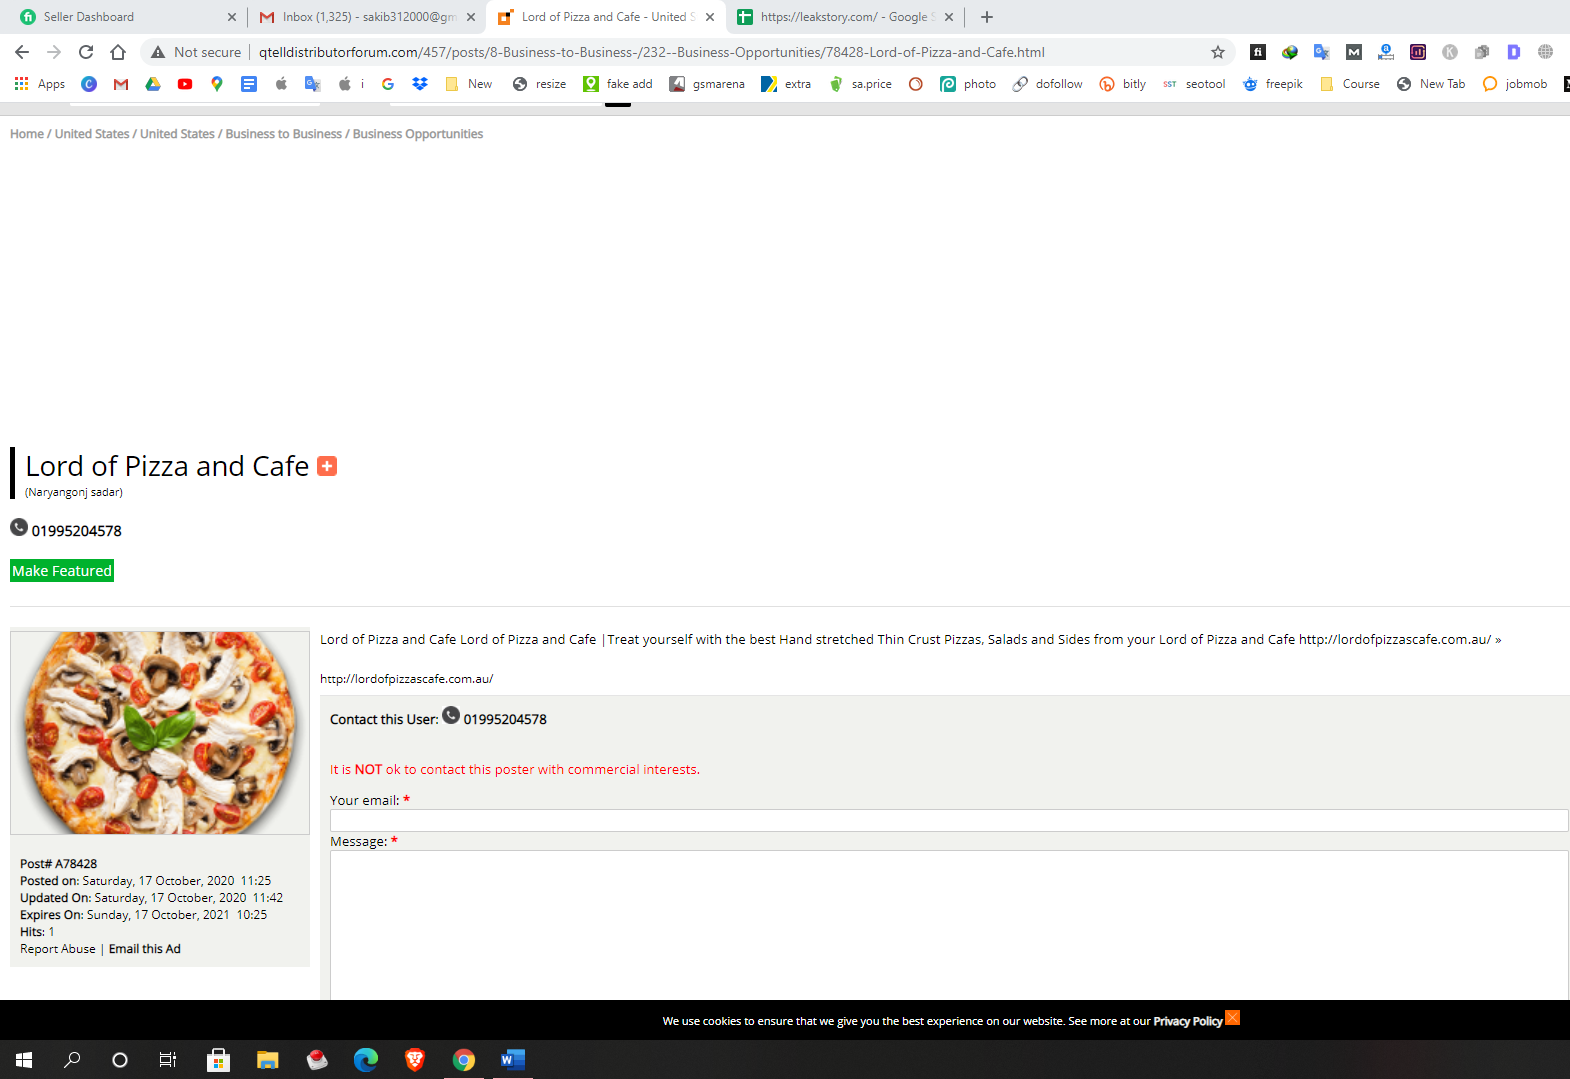 Seller Dashboard
Inbox (1,325) - sakib312000@gm
Lord of Pizza and Cafe - United S
https://leakstory.com/ - Google S
Not secure
qtelldistributorforum.com/457/posts/8-Business-to-Business-/232--Business-Opportunities/78428-Lord-of-Pizza-and-Cafe.html
Apps
i
New
resize
fake add
gsmarena
extra
sa.price
photo
dofollow
bitly
SST seotool
freepik
Course
New Tab
jobmob
Home / United States / United States / Business to Business / Business Opportunities
Lord of Pizza and Cafe
(Naryangonj sadar)
01995204578
Make Featured
Lord of Pizza and Cafe Lord of Pizza and Cafe |Treat yourself with the best Hand stretched Thin Crust Pizzas, Salads and Sides from your Lord of Pizza and Cafe http://lordofpizzascafe.com.au/ »
http://lordofpizzascafe.com.au/
Contact this User: 01995204578
It is NOT ok to contact this poster with commercial interests.
Your email: *
Message: *
Post# A78428
Posted on: Saturday, 17 October, 2020 11:25
Updated On: Saturday, 17 October, 2020 11:42
Expires On: Sunday, 17 October, 2021 10:25
Hits: 1
Report Abuse | Email this Ad
We use cookies to ensure that we give you the best experience on our website. See more at our Privacy Policy